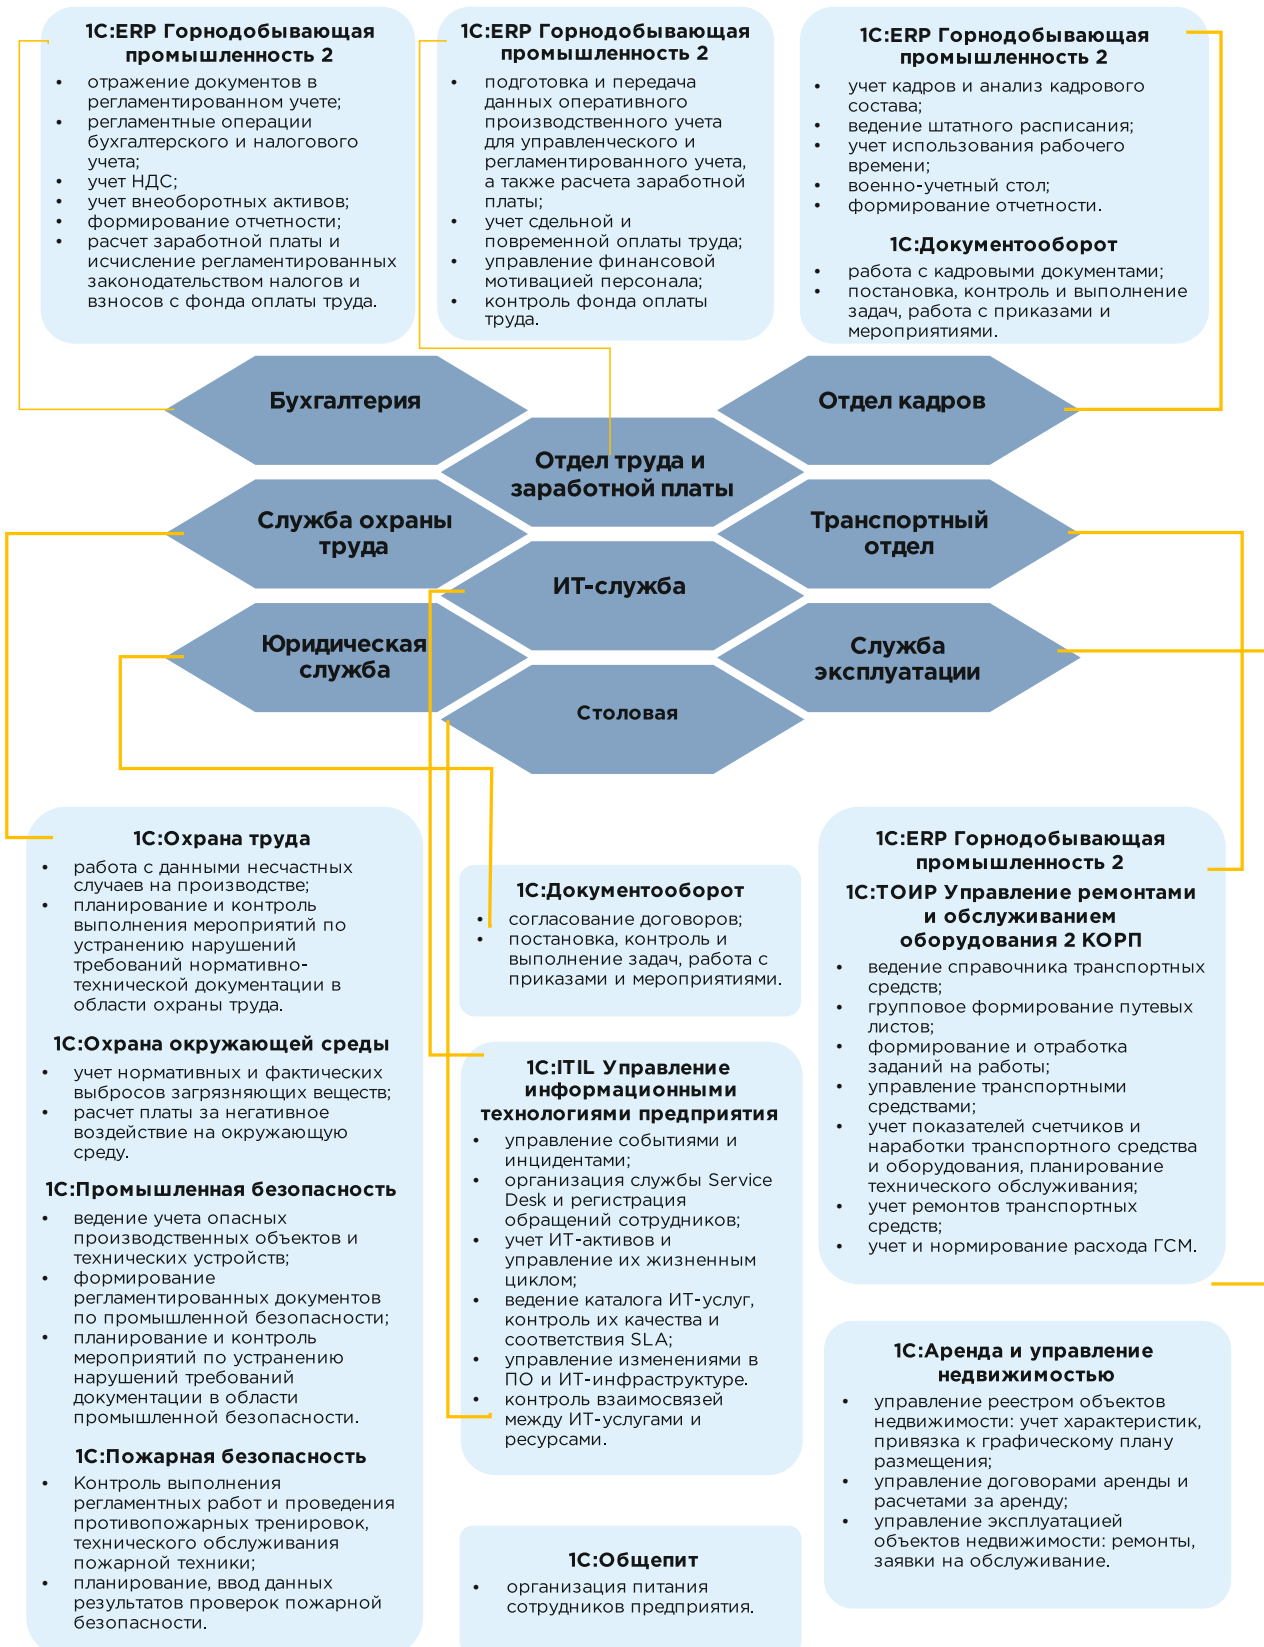 1С:ERP Горнодобывающая
промышленность 2
• отражение документов в
регламентированном учете;
• регламентные операции
бухгалтерского и налогового
учета;
• учет НДС;
• учет внеоборотных активов;
• формирование отчетности;
• расчет заработной платы и
исчисление регламентированных
законодательством налогов и
взносов с фонда оплаты труда.
1С:ERP Горнодобывающая
промышленность 2
• подготовка и передача
данных оперативного
производственного учета
для управленческого и
регламентированного учета,
а также расчета заработной
платы;
• учет сдельной и
повременной оплаты труда;
• управление финансовой
мотивацией персонала;
• контроль фонда оплаты
труда.
1С:ERP Горнодобывающая
промышленность 2
• учет кадров и анализ кадрового
состава;
• ведение штатного расписания;
• учет использования рабочего
времени;
• военно-учетный стол;
• формирование отчетности.
1С:Документооборот
• работа с кадровыми документами;
• постановка, контроль и выполнение
задач, работа с приказами и
мероприятиями.
Бухгалтерия
Отдел кадров
Отдел труда и
заработной платы
Служба охраны
труда
Транспортный
отдел
ИТ-служба
Юридическая
служба
Служба
эксплуатации
Столовая
1С:Охрана труда
• работа с данными несчастных
случаев на производстве;
• планирование и контроль
выполнения мероприятий по
устранению нарушений
требований нормативно-
технической документации в
области охраны труда.
1С:Охрана окружающей среды
• учет нормативных и фактических
выбросов загрязняющих веществ;
• расчет платы за негативное
воздействие на окружающую
среду.
1С:Промышленная безопасность
• ведение учета опасных
производственных объектов и
технических устройств;
• формирование
регламентированных документов
по промышленной безопасности;
• планирование и контроль
мероприятий по устранению
нарушений требований
документации в области
промышленной безопасности.
1С:Пожарная безопасность
• Контроль выполнения
регламентных работ и проведения
противопожарных тренировок,
технического обслуживания
пожарной техники;
• планирование, ввод данных
результатов проверок пожарной
безопасности.
1С:Документооборот
• согласование договоров;
• постановка, контроль и
выполнение задач, работа с
приказами и мероприятиями.
1С:ITIL Управление
информационными
технологиями предприятия
• управление событиями и
инцидентами;
• организация службы Service
Desk и регистрация
обращений сотрудников;
• учет ИТ-активов и
управление их жизненным
циклом;
• ведение каталога ИТ-услуг,
контроль их качества и
соответствия SLA;
• управление изменениями в
ПО и ИТ-инфраструктуре.
• контроль взаимосвязей
между ИТ-услугами и
ресурсами.
1С:Общепит
• организация питания
сотрудников предприятия.
1С:ERP Горнодобывающая
промышленность 2
1С:ТОИР Управление ремонтами
и обслуживанием
оборудования 2 КОРП
• ведение справочника транспортных
средств;
• групповое формирование путевых
листов;
• формирование и отработка
заданий на работы;
• управление транспортными
средствами;
• учет показателей счетчиков и
наработки транспортного средства
и оборудования, планирование
технического обслуживания;
• учет ремонтов транспортных
средств;
• учет и нормирование расхода ГСМ.
1С:Аренда и управление
недвижимостью
• управление реестром объектов
недвижимости: учет характеристик,
привязка к графическому плану
размещения;
• управление договорами аренды и
расчетами за аренду;
• управление эксплуатацией
объектов недвижимости: ремонты,
заявки на обслуживание.